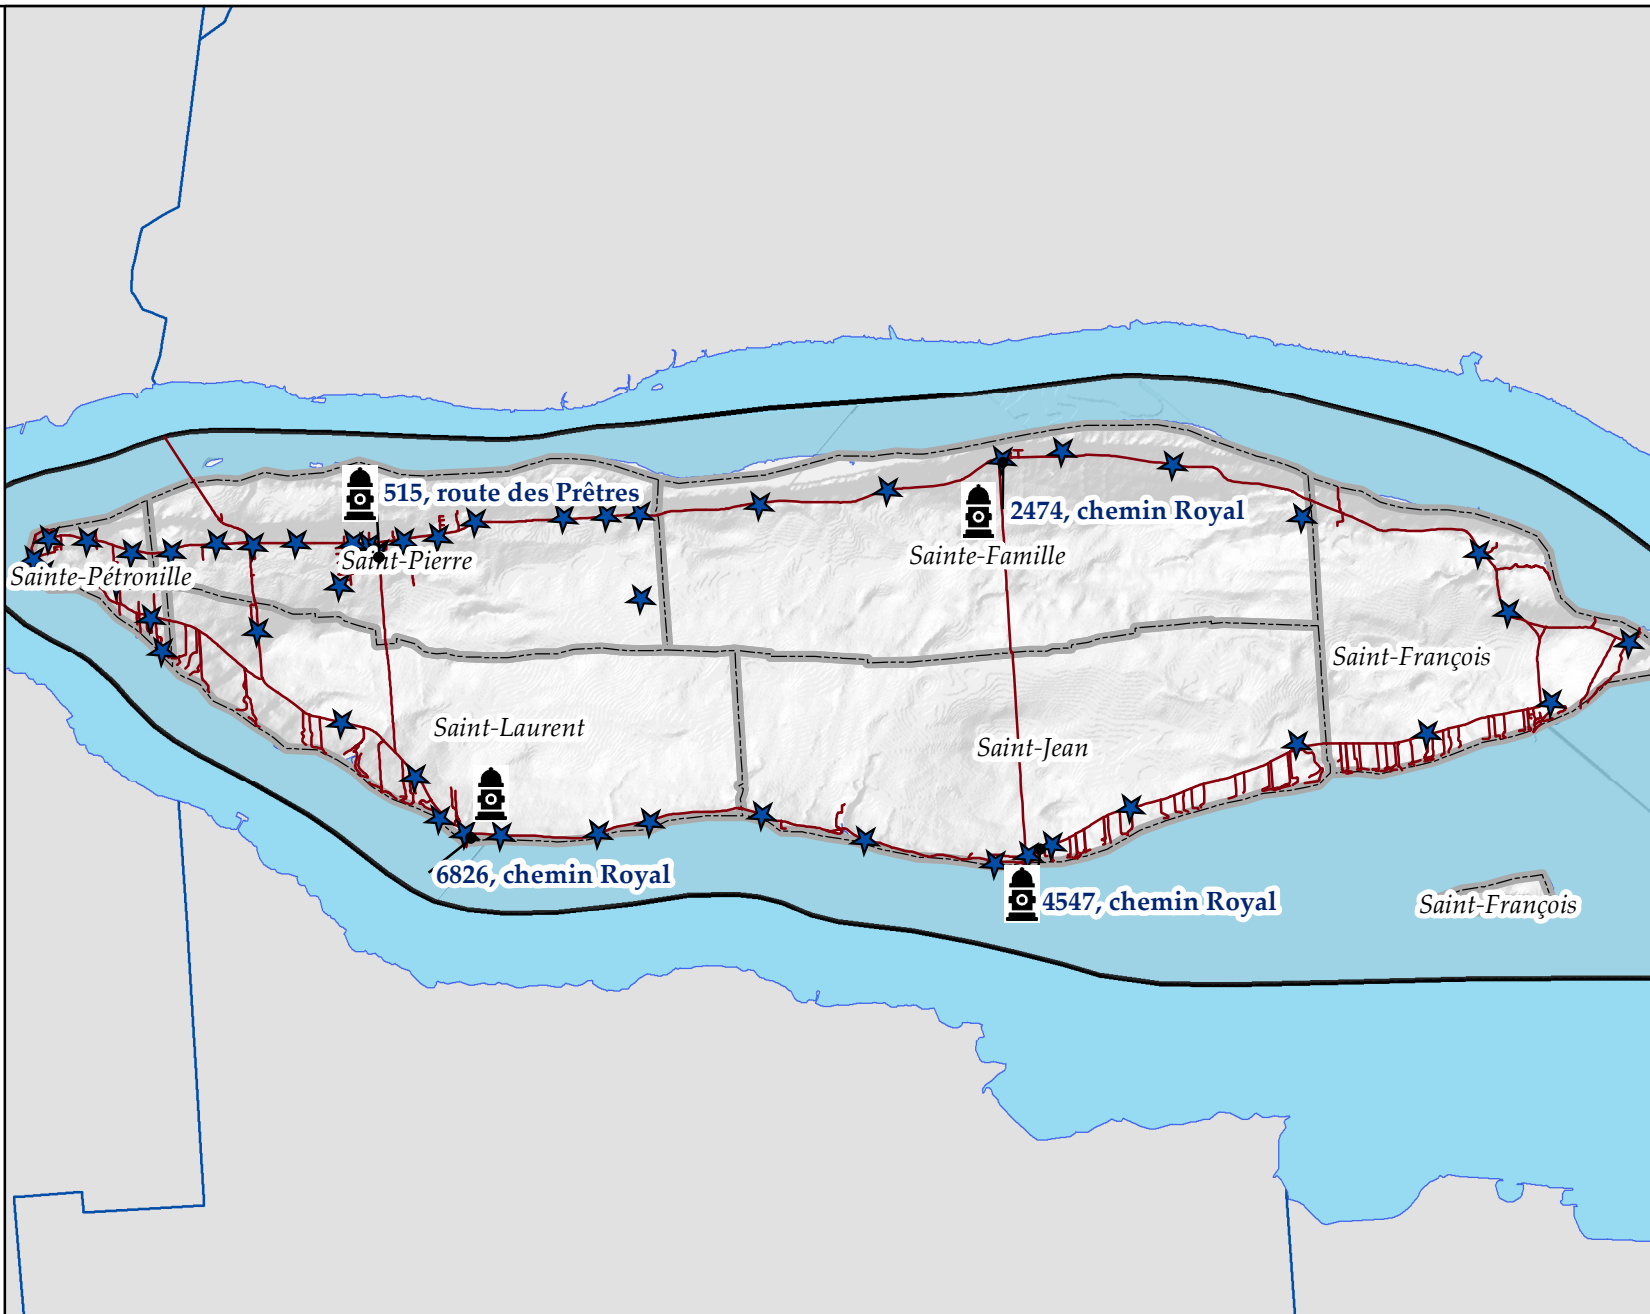 515, route des Prêtres
2474, chemin Royal
Saint-Pierre
Sainte-Famille
Sainte-Pétronille
Saint-François
Saint-Laurent
Saint-Jean
6826, chemin Royal
4547, chemin Royal
Saint-François